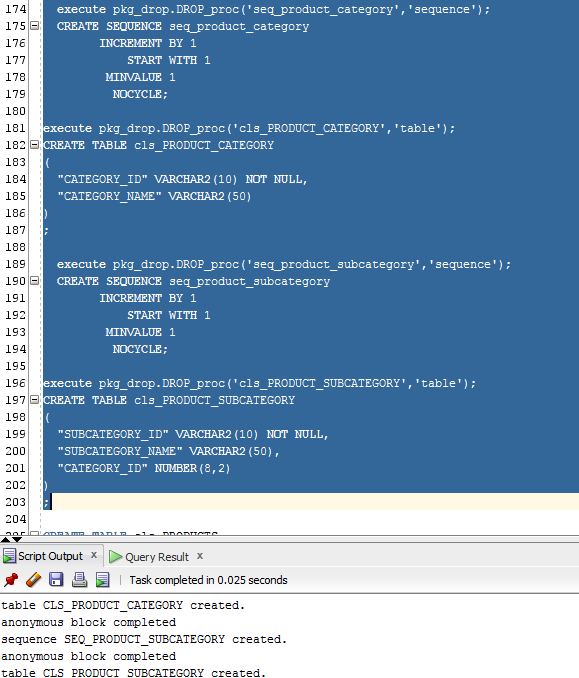 174 execute pkg_drop.DROP_proc('seq_product_category','sequence');
175 CREATE SEQUENCE seq_product_category
176 INCREMENT BY 1
177 START WITH 1
178 MINVALUE 1
179 NOCYCLE;
180
181 execute pkg_drop.DROP_proc('cls_PRODUCT_CATEGORY','table');
182 CREATE TABLE cls_PRODUCT_CATEGORY
183 (
184 "CATEGORY_ID" VARCHAR2(10) NOT NULL,
185 "CATEGORY_NAME" VARCHAR2(50)
186 )
187 ;
188
189 execute pkg_drop.DROP_proc('seq_product_subcategory','sequence');
190 CREATE SEQUENCE seq_product_subcategory
191 INCREMENT BY 1
192 START WITH 1
193 MINVALUE 1
194 NOCYCLE;
195
196 execute pkg_drop.DROP_proc('cls_PRODUCT_SUBCATEGORY','table');
197 CREATE TABLE cls_PRODUCT_SUBCATEGORY
198 (
199 "SUBCATEGORY_ID" VARCHAR2(10) NOT NULL,
200 "SUBCATEGORY_NAME" VARCHAR2(50),
201 "CATEGORY_ID" NUMBER(8,2)
202 )
203 ;
204
205 CREATE TABLE cls_PRODUCTS
Script Output x Query Result x
Task completed in 0.025 seconds
table CLS_PRODUCT_CATEGORY created.
anonymous block completed
sequence SEQ_PRODUCT_SUBCATEGORY created.
anonymous block completed
table CLS_PRODUCT_SUBCATEGORY created.